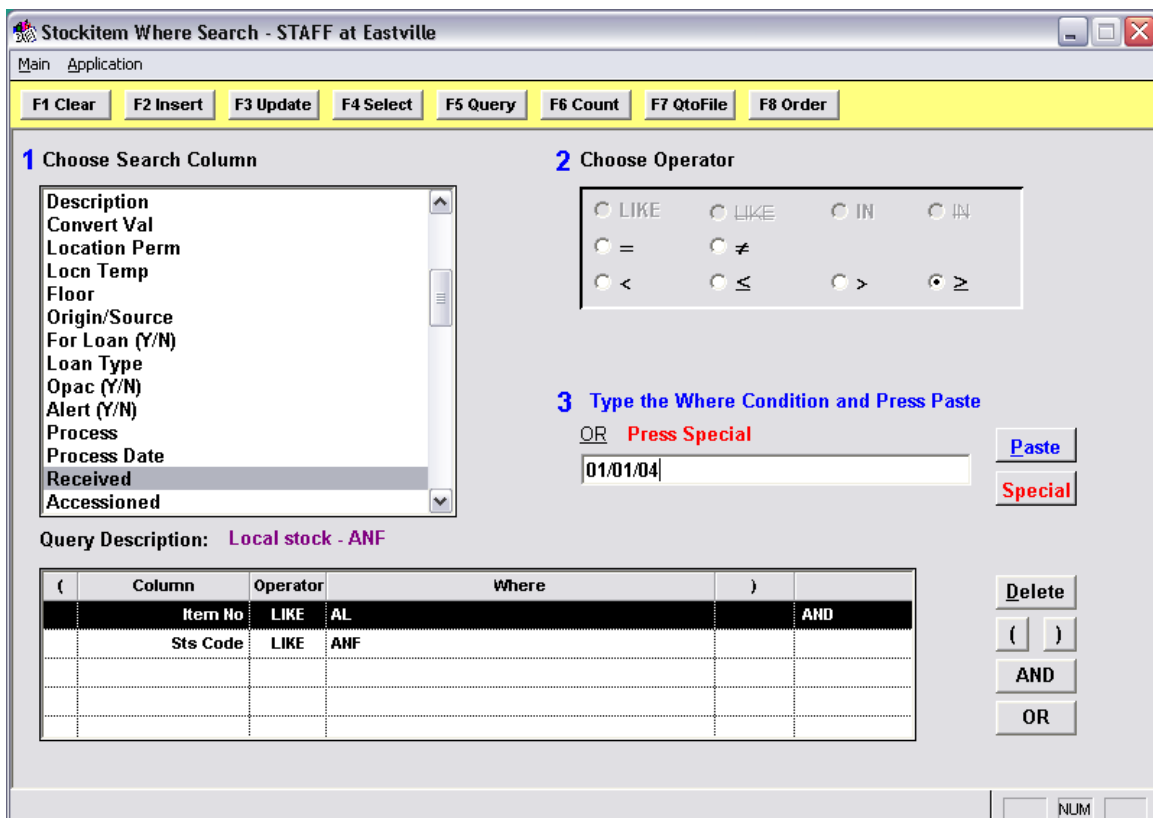 Stockitem Where Search - STAFF at Eastville
Main Application
F1 Clear F2 Insert F3 Update F4 Select F5 Query F6 Count F7 QtoFile F8 Order
1 Choose Search Column
2 Choose Operator
Description
Convert Val
Location Perm
Locn Temp
Floor
Origin/Source
For Loan (Y/N)
Loan Type
Opac (Y/N)
Alert (Y/N)
Process
Process Date
Received
Accessioned
LIKE LIKE IN IN
= ≠
< ≤ > ≥
3 Type the Where Condition and Press Paste
OR Press Special
01/01/04
Paste
Special
Query Description: Local stock - ANF
( Column Operator Where )
Item No LIKE AL AND
Sts Code LIKE ANF
Delete
( )
AND
OR
NUM